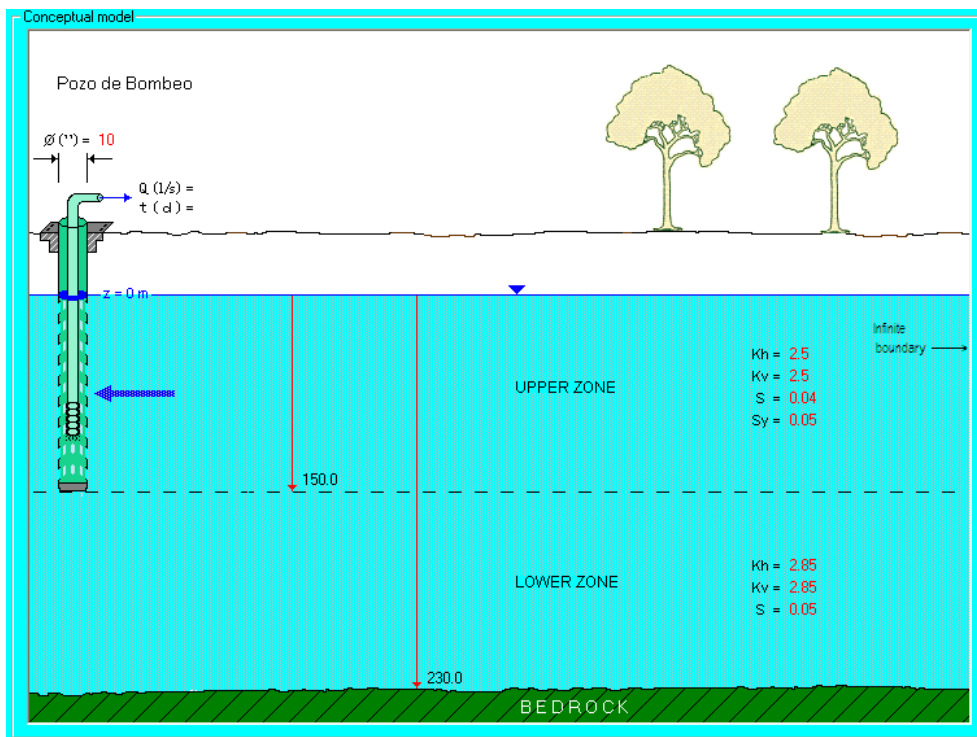 Conceptual model
Pozo de Bombeo
Ø ('') = 10
Q (l/s) =
t (d) =
z = 0 m
Infinite
boundary
UPPER ZONE
Kh = 2.5
Kv = 2.5
S = 0.04
Sy = 0.05
150.0
LOWER ZONE
Kh = 2.85
Kv = 2.85
S = 0.05
230.0
BEDROCK